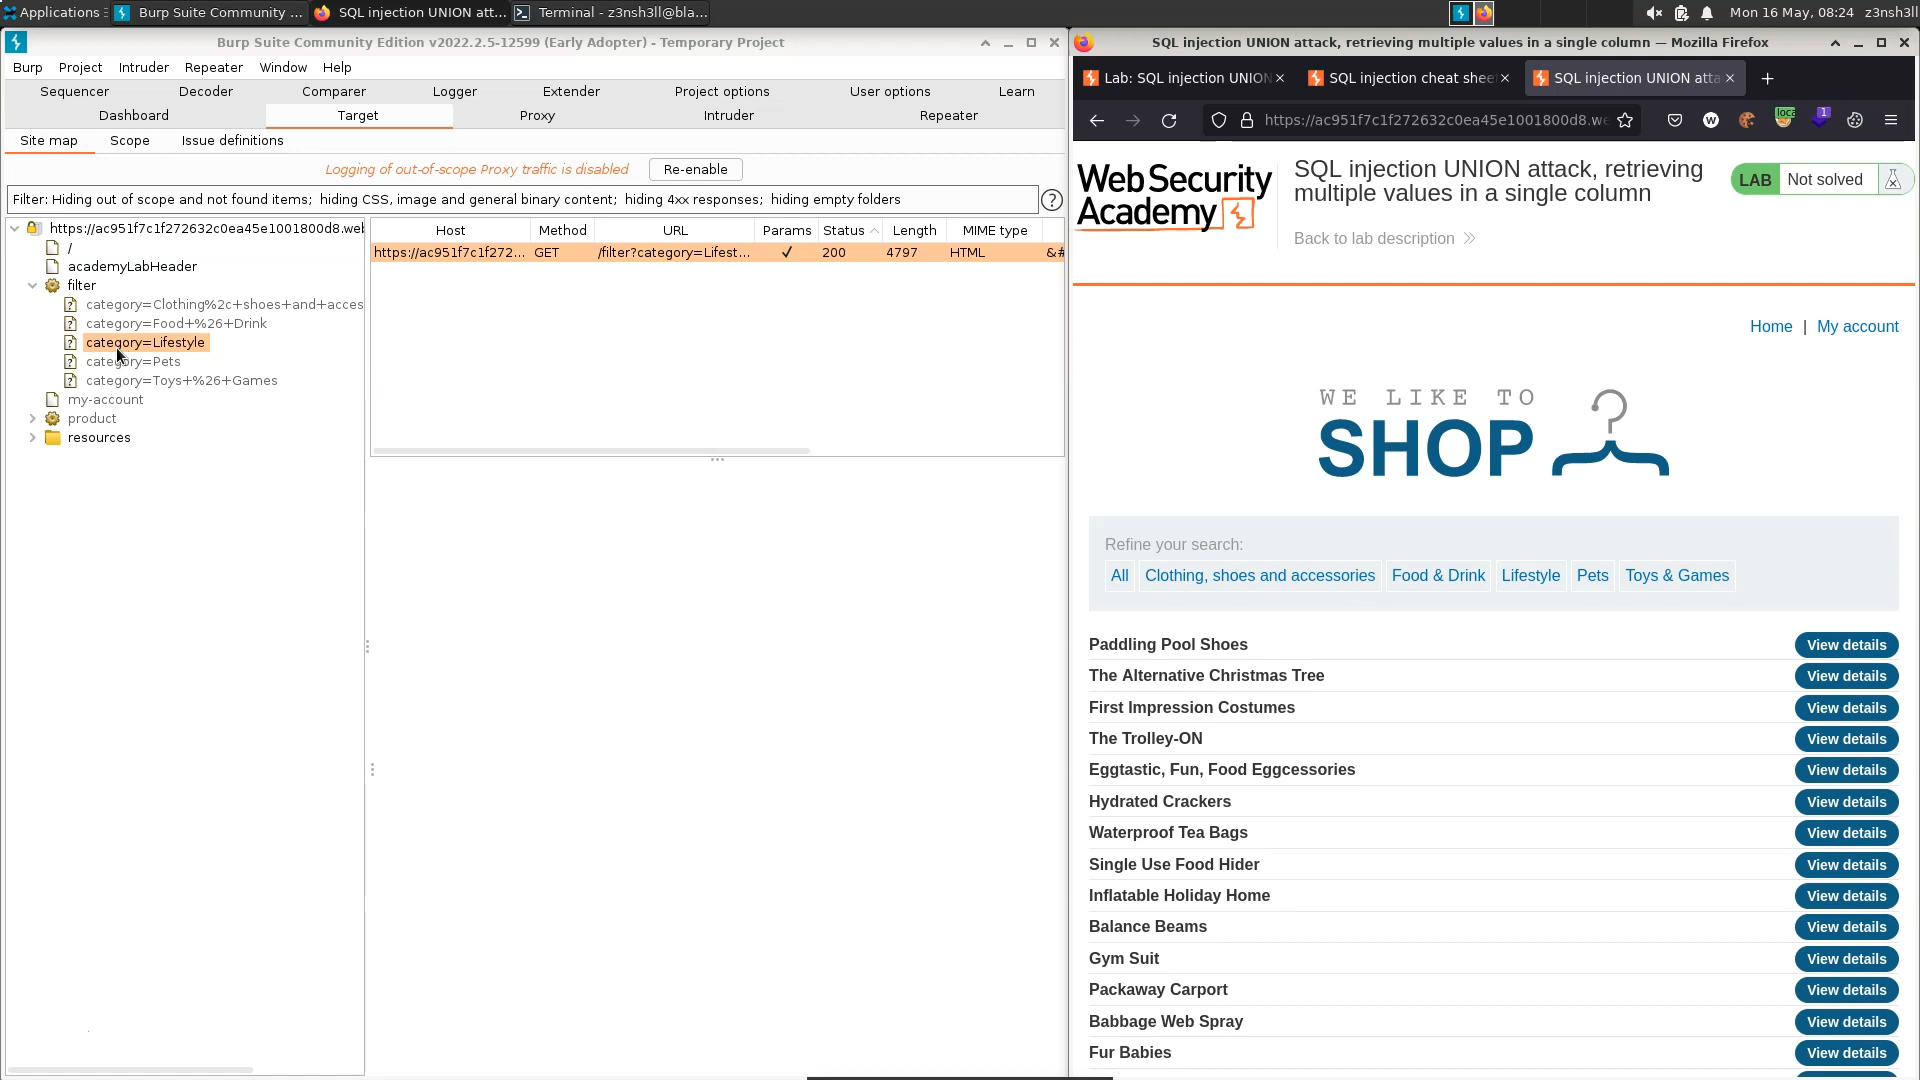 Applications
Burp Suite Community ...
SQL injection UNION att...
Terminal - z3nsh3ll@bla...
Mon 16 May, 08:24
z3nsh3ll
Burp Suite Community Edition v2022.2.5-12599 (Early Adopter) - Temporary Project
Burp Project Intruder Repeater Window Help
Sequencer Decoder Comparer Logger Extender Project options User options Learn
Dashboard Target Proxy Intruder Repeater
Site map Scope Issue definitions
Logging of out-of-scope Proxy traffic is disabled Re-enable
Filter: Hiding out of scope and not found items; hiding CSS, image and general binary content; hiding 4xx responses; hiding empty folders ?
https://ac951f7c1f272632c0ea45e1001800d8.web
/
academyLabHeader
filter
category=Clothing%2c+shoes+and+acces
category=Food+%26+Drink
category=Lifestyle
category=Pets
category=Toys+%26+Games
my-account
product
resources
Host Method URL Params Status Length MIME type
https://ac951f7c1f272... GET /filter?category=Lifest... ✓ 200 4797 HTML &#
SQL injection UNION attack, retrieving multiple values in a single column — Mozilla Firefox
Lab: SQL injection UNION
SQL injection cheat shee
SQL injection UNION atta
https://ac951f7c1f272632c0ea45e1001800d8.we
loca
1
Web Security
Academy
SQL injection UNION attack, retrieving
multiple values in a single column
LAB Not solved
Back to lab description
Home | My account
WE LIKE TO
SHOP
Refine your search:
All Clothing, shoes and accessories Food & Drink Lifestyle Pets Toys & Games
Paddling Pool Shoes View details
The Alternative Christmas Tree View details
First Impression Costumes View details
The Trolley-ON View details
Eggtastic, Fun, Food Eggcessories View details
Hydrated Crackers View details
Waterproof Tea Bags View details
Single Use Food Hider View details
Inflatable Holiday Home View details
Balance Beams View details
Gym Suit View details
Packaway Carport View details
Babbage Web Spray View details
Fur Babies View details